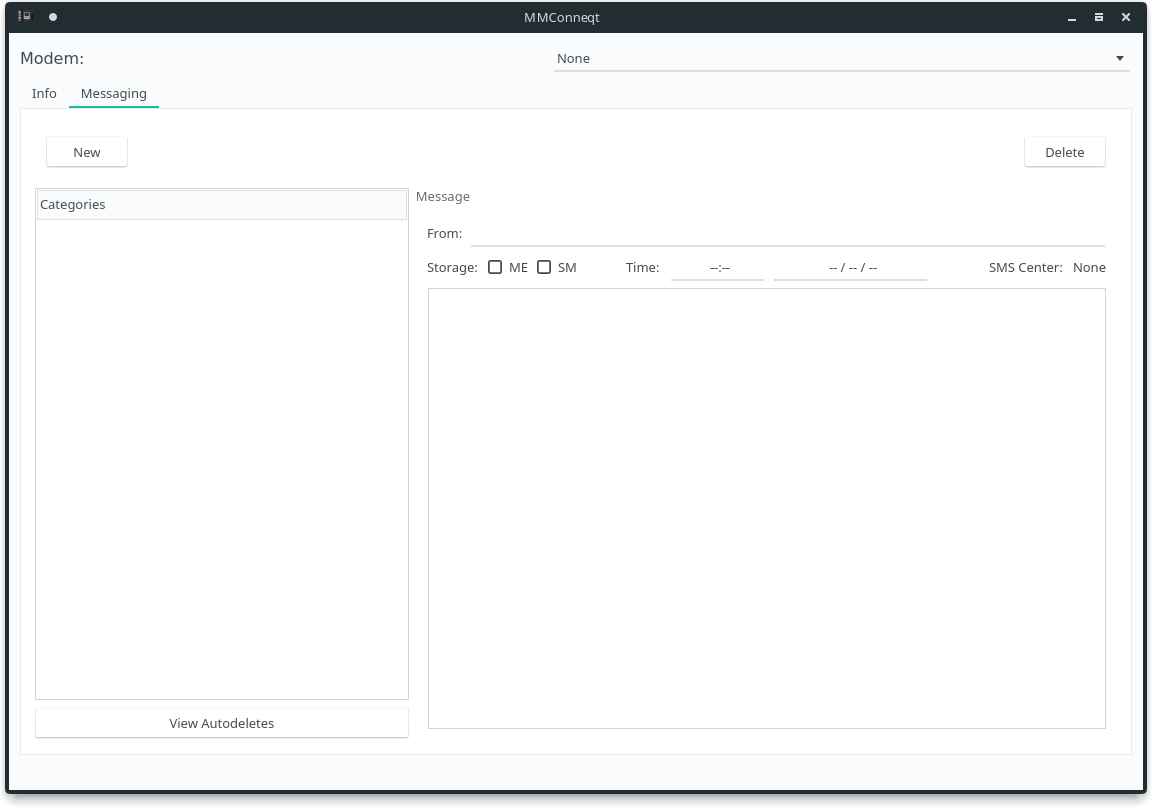 MMConneqt
Modem: None
Info Messaging
New Delete
Categories
Message
From:
Storage: ME SM Time: --:-- -- / -- / -- SMS Center: None
View Autodeletes